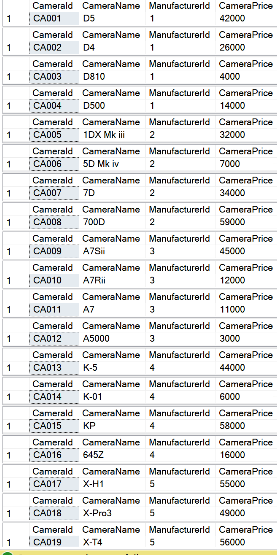 CameraId CameraName ManufacturerId CameraPrice
1 CA001 D5 1 42000
CameraId CameraName ManufacturerId CameraPrice
1 CA002 D4 1 26000
CameraId CameraName ManufacturerId CameraPrice
1 CA003 D810 1 4000
CameraId CameraName ManufacturerId CameraPrice
1 CA004 D500 1 14000
CameraId CameraName ManufacturerId CameraPrice
1 CA005 1DX Mk iii 2 32000
CameraId CameraName ManufacturerId CameraPrice
1 CA006 5D Mk iv 2 7000
CameraId CameraName ManufacturerId CameraPrice
1 CA007 7D 2 34000
CameraId CameraName ManufacturerId CameraPrice
1 CA008 700D 2 59000
CameraId CameraName ManufacturerId CameraPrice
1 CA009 A7Sii 3 45000
CameraId CameraName ManufacturerId CameraPrice
1 CA010 A7Rii 3 12000
CameraId CameraName ManufacturerId CameraPrice
1 CA011 A7 3 11000
CameraId CameraName ManufacturerId CameraPrice
1 CA012 A5000 3 3000
CameraId CameraName ManufacturerId CameraPrice
1 CA013 K-5 4 44000
CameraId CameraName ManufacturerId CameraPrice
1 CA014 K-01 4 6000
CameraId CameraName ManufacturerId CameraPrice
1 CA015 KP 4 58000
CameraId CameraName ManufacturerId CameraPrice
1 CA016 645Z 4 16000
CameraId CameraName ManufacturerId CameraPrice
1 CA017 X-H1 5 55000
CameraId CameraName ManufacturerId CameraPrice
1 CA018 X-Pro3 5 49000
CameraId CameraName ManufacturerId CameraPrice
1 CA019 X-T4 5 56000